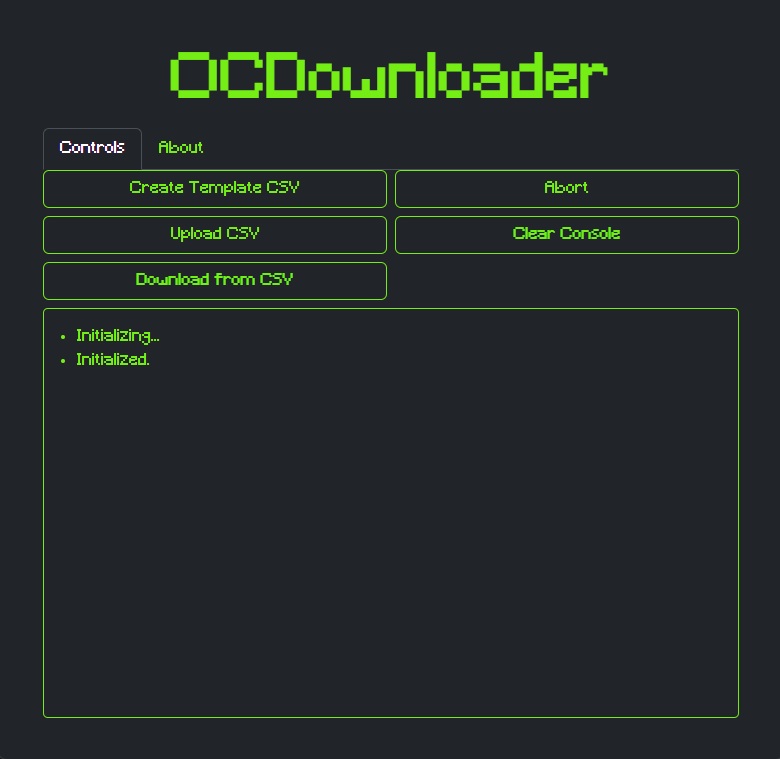 OCDownloader
Controls About
Create Template CSV Abort
Upload CSV Clear Console
Download from CSV
• Initializing...
• Initialized.